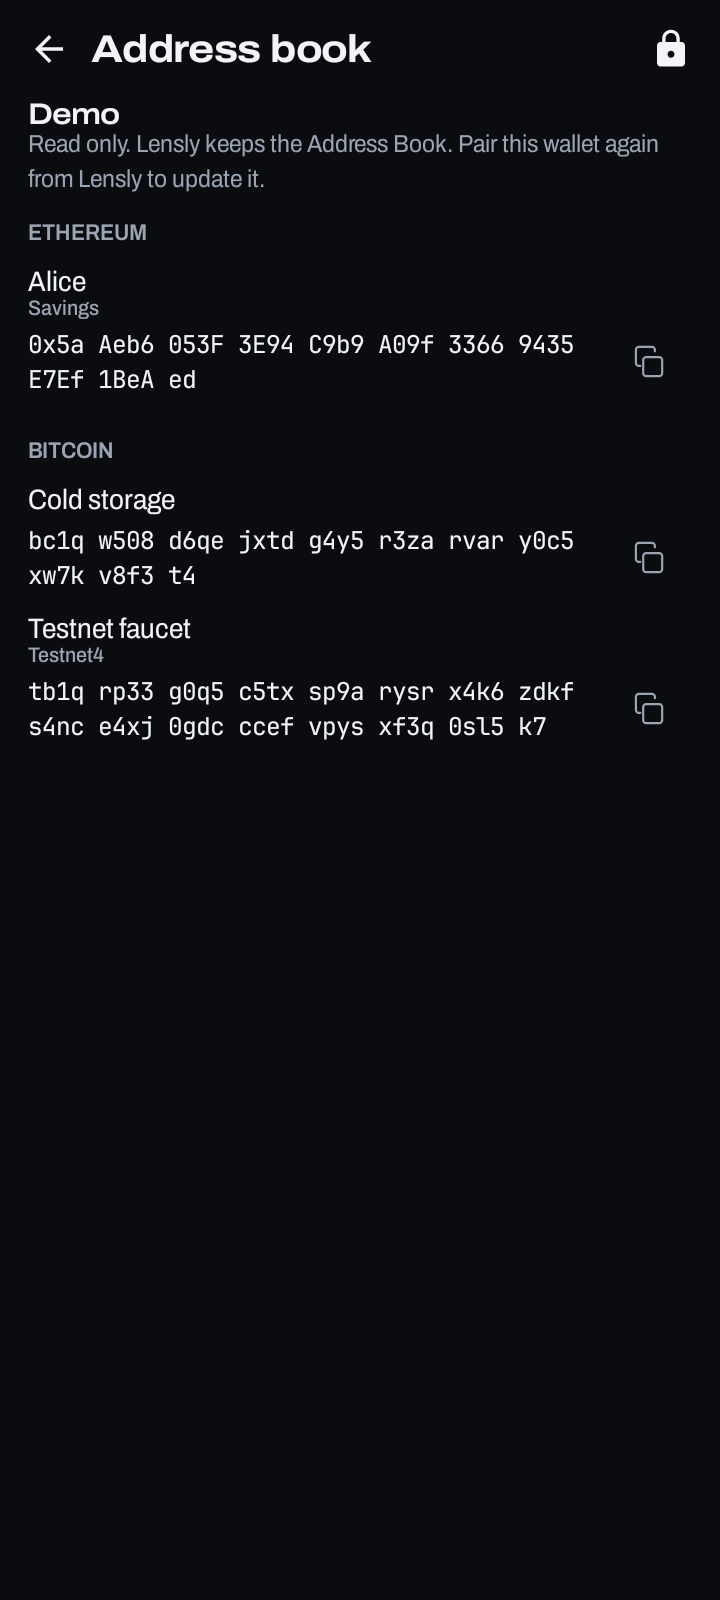 Address book
Demo
Read only. Lensly keeps the Address Book. Pair this wallet again
from Lensly to update it.
ETHEREUM
Alice
Savings
0x5a Aeb6 053F 3E94 C9b9 A09f 3366 9435
E7Ef 1BeA ed
BITCOIN
Cold storage
bc1q w508 d6qe jxtd g4y5 r3za rvar y0c5
xw7k v8f3 t4
Testnet faucet
Testnet4
tb1q rp33 g0q5 c5tx sp9a rysr x4k6 zdkf
s4nc e4xj 0gdc ccef vpys xf3q 0sl5 k7